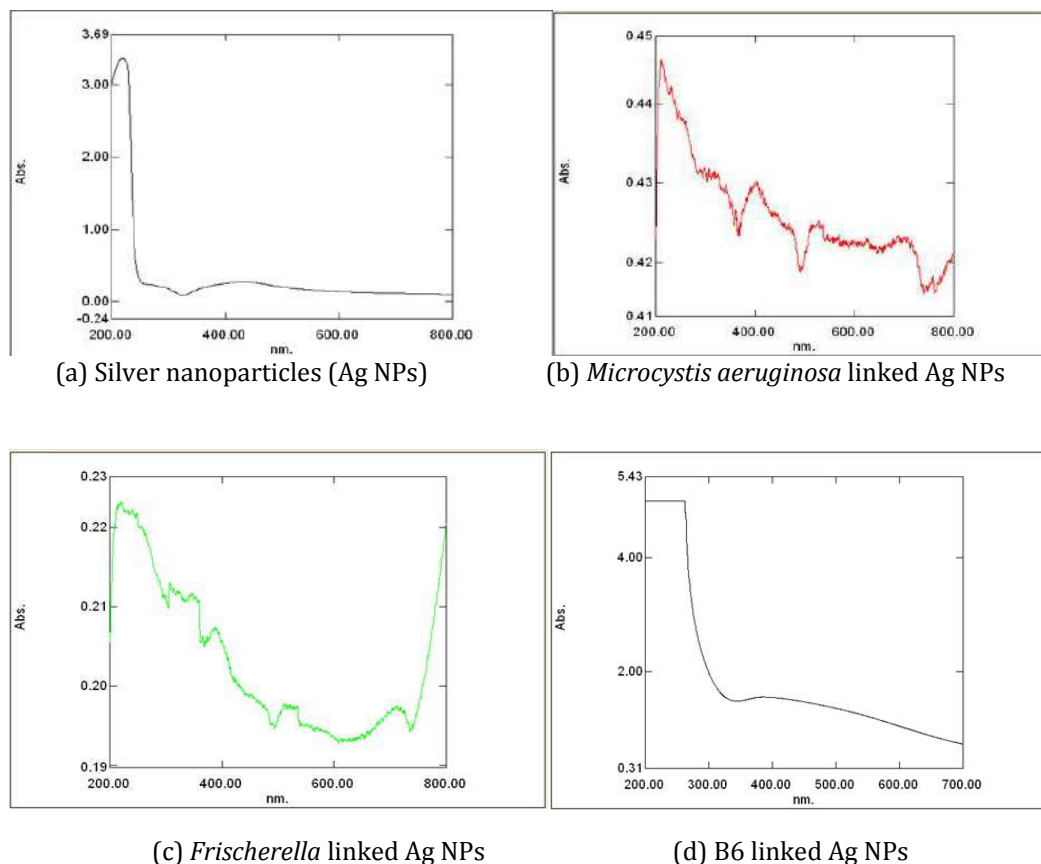 3.69
3.00
2.00
1.00
0.00
-0.24
Abs.
200.00 400.00 600.00 800.00
nm.
(a) Silver nanoparticles (Ag NPs)
0.45
0.44
0.43
0.42
0.41
Abs.
200.00 400.00 600.00 800.00
nm.
(b) Microcystis aeruginosa linked Ag NPs
0.23
0.22
0.21
0.20
0.19
Abs.
200.00 400.00 600.00 800.00
nm.
(c) Frischerella linked Ag NPs
5.43
4.00
2.00
0.31
Abs.
200.00 300.00 400.00 500.00 600.00 700.00
nm.
(d) B6 linked Ag NPs